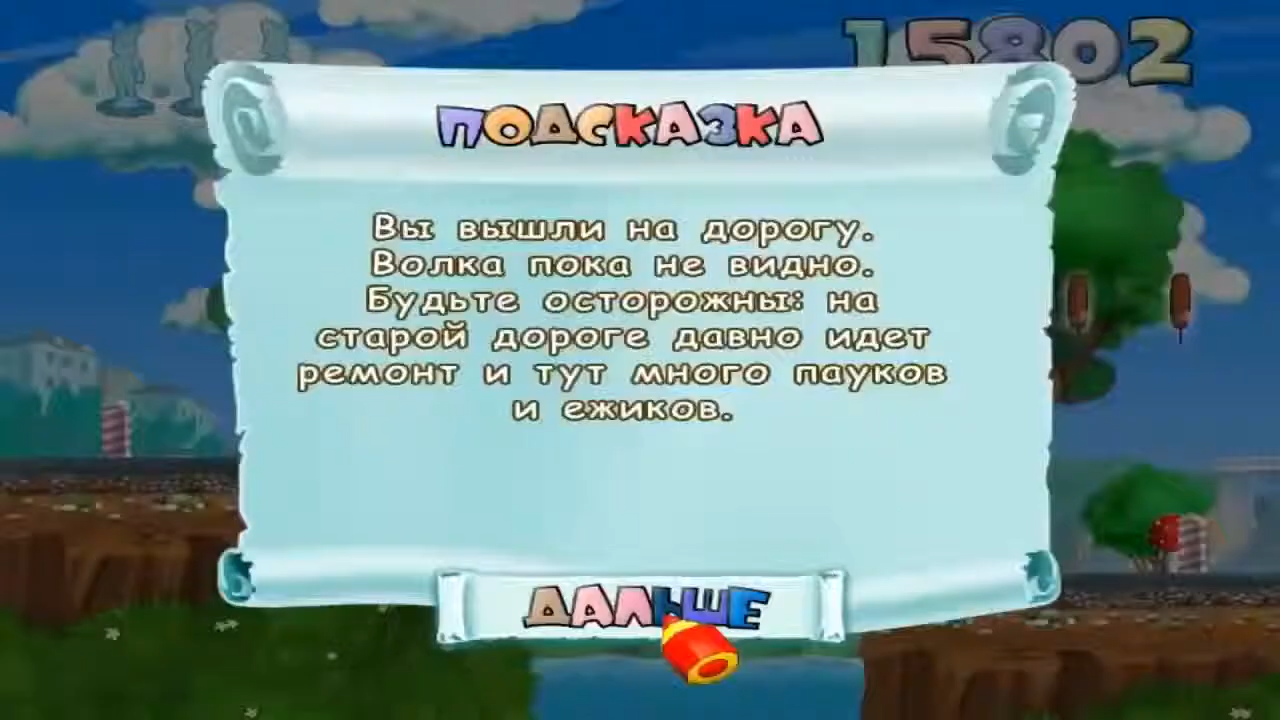 15802
ПОДСКАЗКА
Вы вышли на дорогу.
Волка пока не видно.
Будьте осторожны: на
старой дороге давно идет
ремонт и тут много пауков
и ежиков.
ДАЛЬШЕ